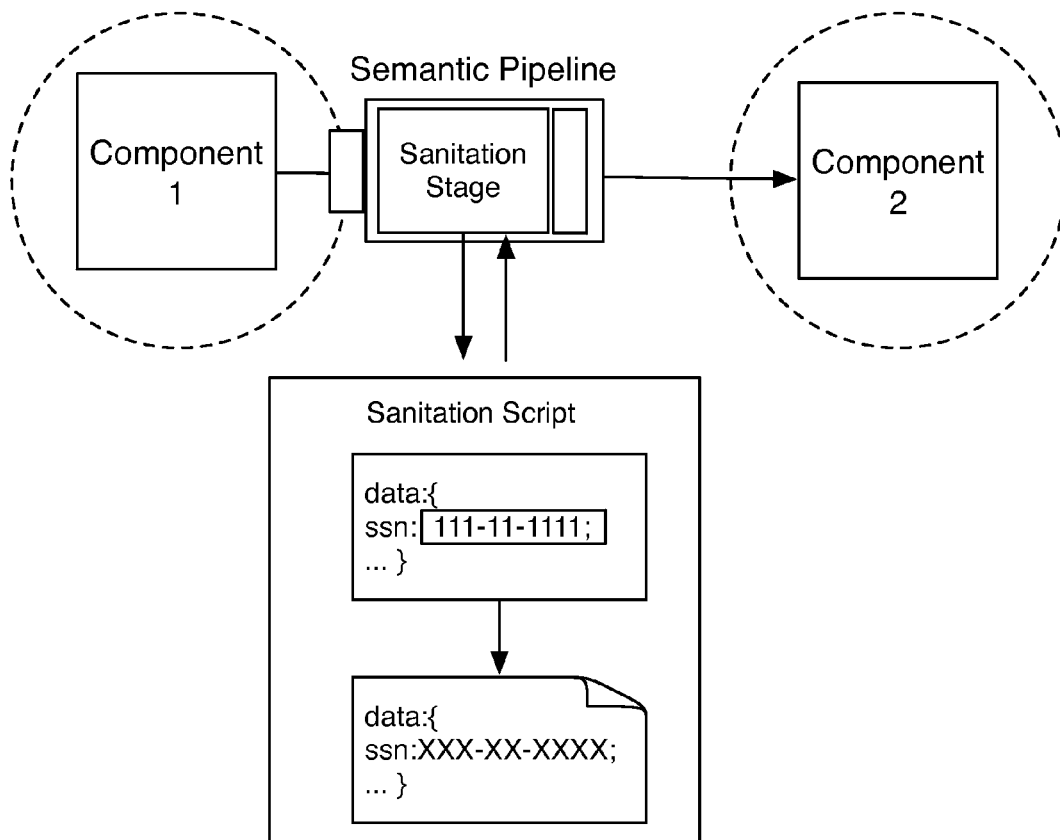 Semantic Pipeline
Component
1
Sanitation
Stage
Component
2
Sanitation Script
data:{
ssn: 111-11-1111;
... }
data:{
ssn:XXX-XX-XXXX;
... }